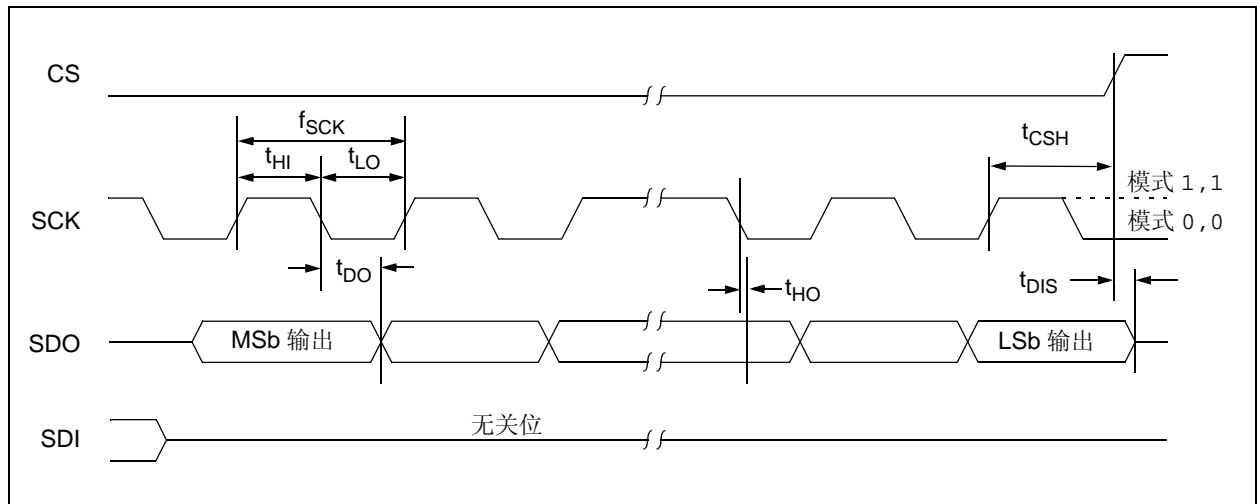 CS
fSCK
tHI
tLO
tCSH
模式 1,1
SCK
模式 0,0
tDO
tHO
tDIS
SDO
MSb 输出
LSb 输出
SDI
无关位